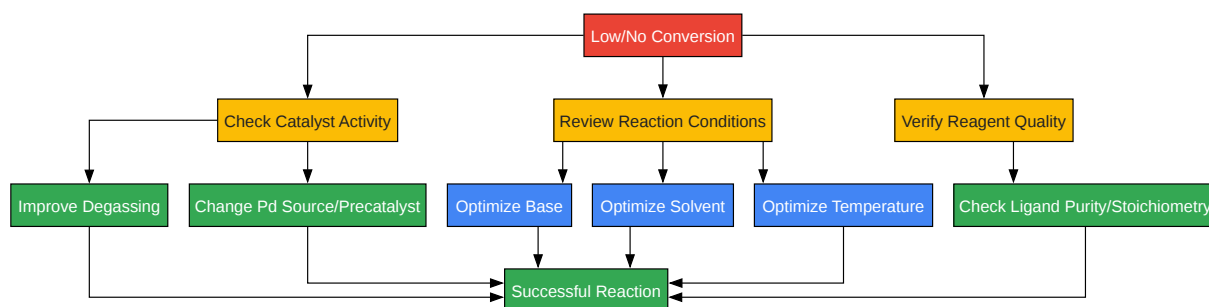 Low/No Conversion
Check Catalyst Activity
Review Reaction Conditions
Verify Reagent Quality
Improve Degassing
Change Pd Source/Precatalyst
Optimize Base
Optimize Solvent
Optimize Temperature
Check Ligand Purity/Stoichiometry
Successful Reaction